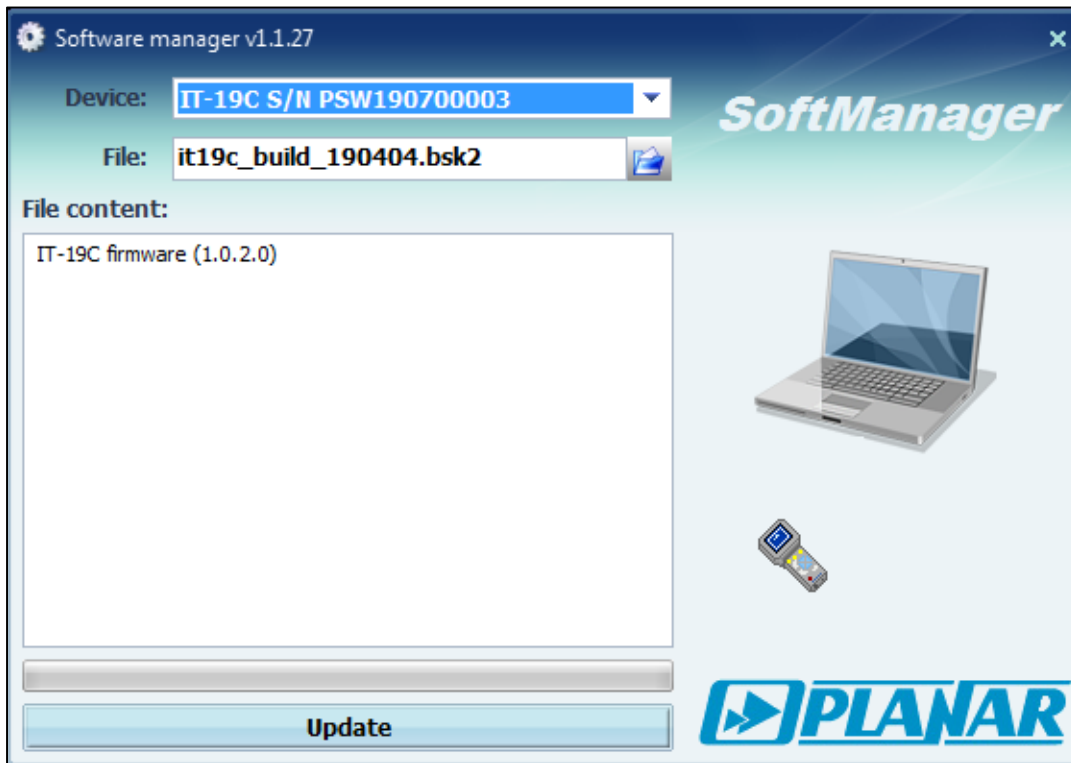 Software manager v1.1.27
Device: IT-19C S/N PSW190700003
SoftManager
File: it19c_build_190404.bsk2
File content:
IT-19C firmware (1.0.2.0)
Update
PLANAR